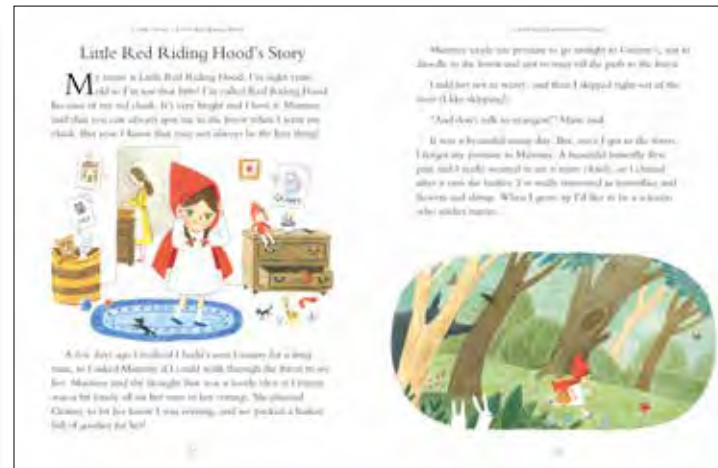 Little Red Riding Hood's Story
My name is Little Red Riding Hood. I'm eight years
old so I'm not that little! I'm called Red Riding Hood
because of my red cloak. It's very bright and I love it. Mummy
said that you can always spot me in the forest when I wear my
cloak. But now I know that may not always be the best thing!
A few days ago I realised I hadn't seen Granny for a long
time, so I asked Mummy if I could walk through the forest to see
her. Mummy said she thought that was a lovely idea as Granny
was a bit lonely all on her own in her cottage. She phoned
Granny to let her know I was coming, and we packed a basket
full of goodies for her!
Mummy made me promise to go straight to Granny's, not to
dawdle in the forest and not to stray off the path in the forest.
I told her not to worry, and then I skipped right out of the
door (I like skipping).
"And don't talk to strangers!" Mum said.
It was a beautiful sunny day. But, once I got to the forest,
I forgot my promise to Mummy. A beautiful butterfly flew
past and I really wanted to see it more closely, so I chased
after it into the bushes. I'm really interested in butterflies and
flowers and things. When I grow up I'd like to be a scientist
who studies nature.